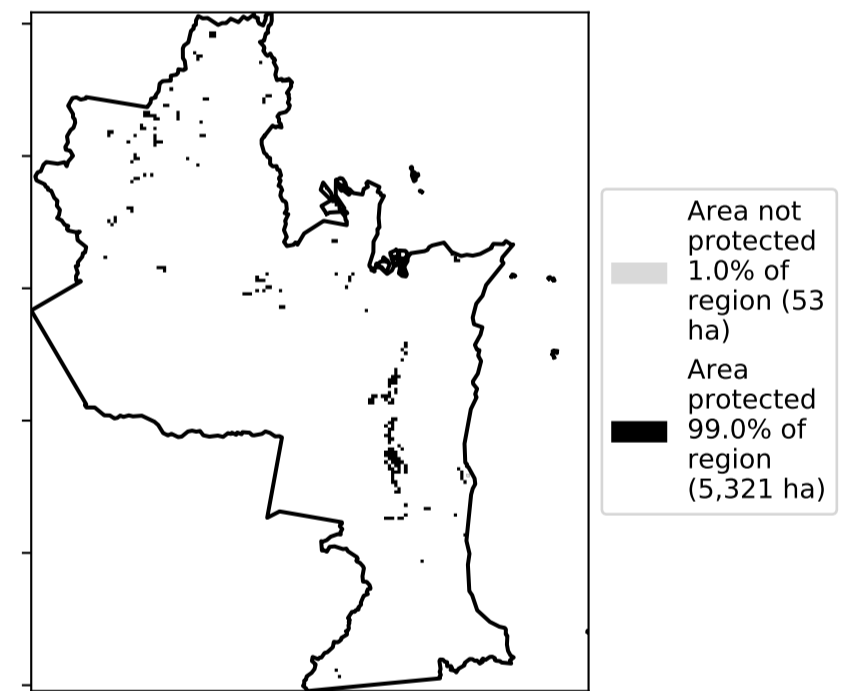 Area not
protected
1.0% of
region (53
ha)
Area
protected
99.0% of
region
(5,321 ha)